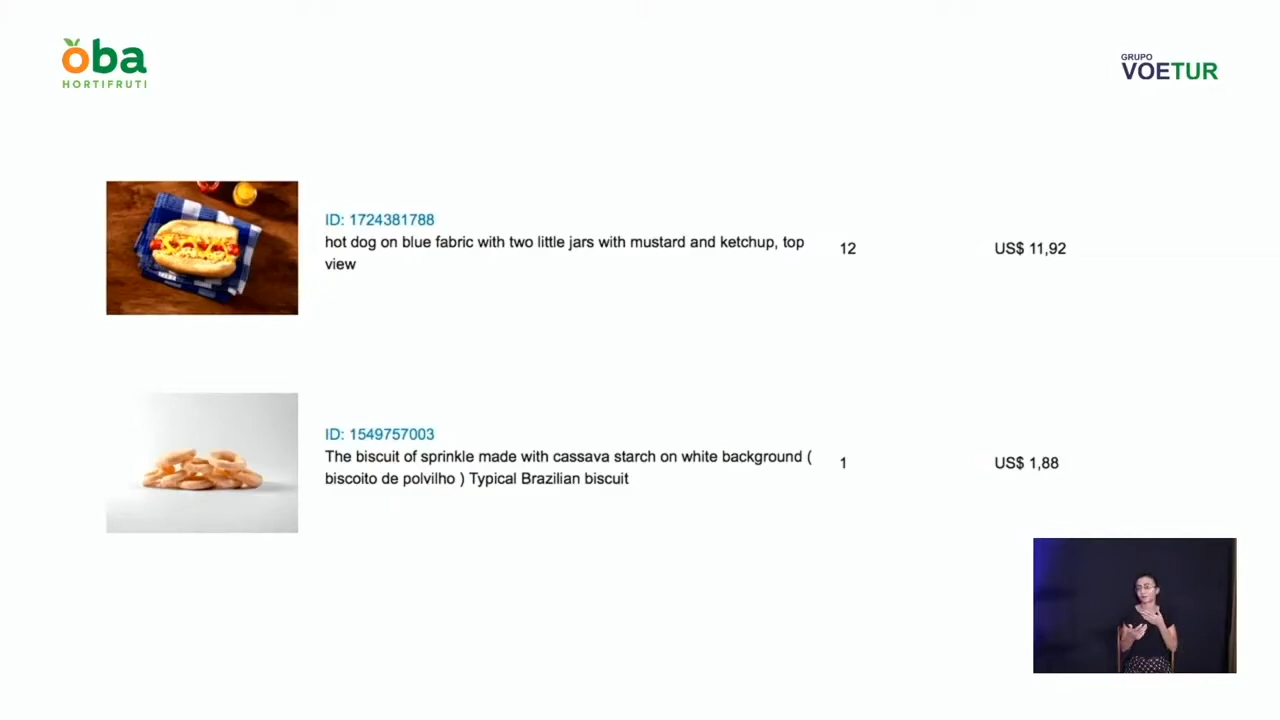 oba
HORTIFRUTI
GRUPO
VOETUR
ID: 1724381788
hot dog on blue fabric with two little jars with mustard and ketchup, top
view
12
US$ 11,92
ID: 1549757003
The biscuit of sprinkle made with cassava starch on white background (
biscoito de polvilho ) Typical Brazilian biscuit
1
US$ 1,88